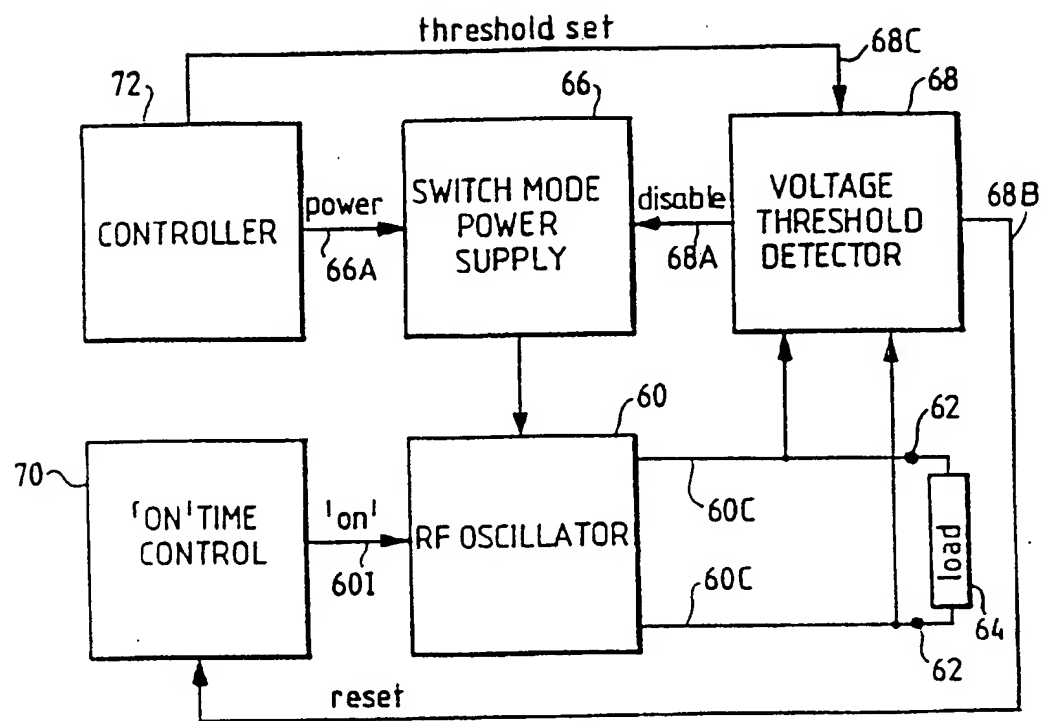 threshold set
68C
72
66
68
CONTROLLER
power
66A
SWITCH MODE
POWER
SUPPLY
disable
68A
VOLTAGE
THRESHOLD
DETECTOR
68B
60
62
70
'ON' TIME
CONTROL
'on'
60I
RF OSCILLATOR
60C
60C
load
64
62
reset